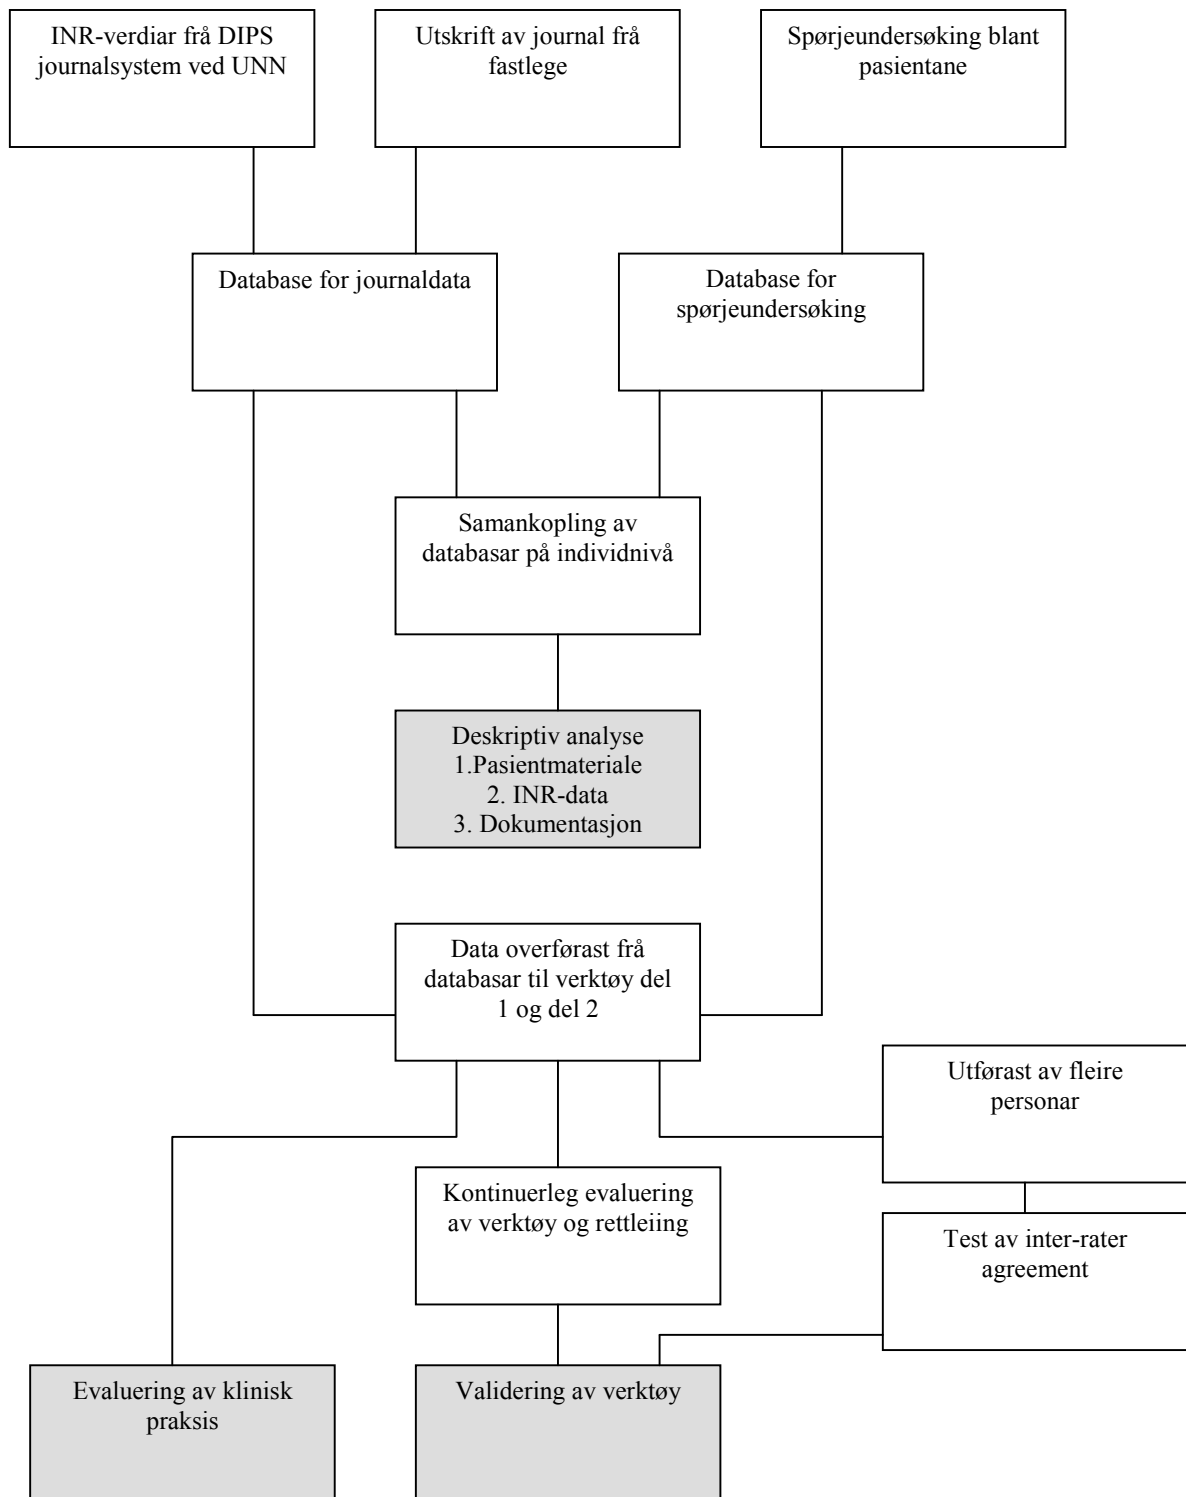 INR-verdiar frå DIPS
journalsystem ved UNN
Utskrift av journal frå
fastlege
Spørjeundersøking blant
pasientane
Database for journaldata
Database for
spørjeundersøking
Samankopling av
databasar på individnivå
Deskriptiv analyse
1.Pasientmateriale
2. INR-data
3. Dokumentasjon
Data overførast frå
databasar til verktøy del
1 og del 2
Utførast av fleire
personar
Kontinuerleg evaluering
av verktøy og rettleiing
Test av inter-rater
agreement
Evaluering av klinisk
praksis
Validering av verktøy